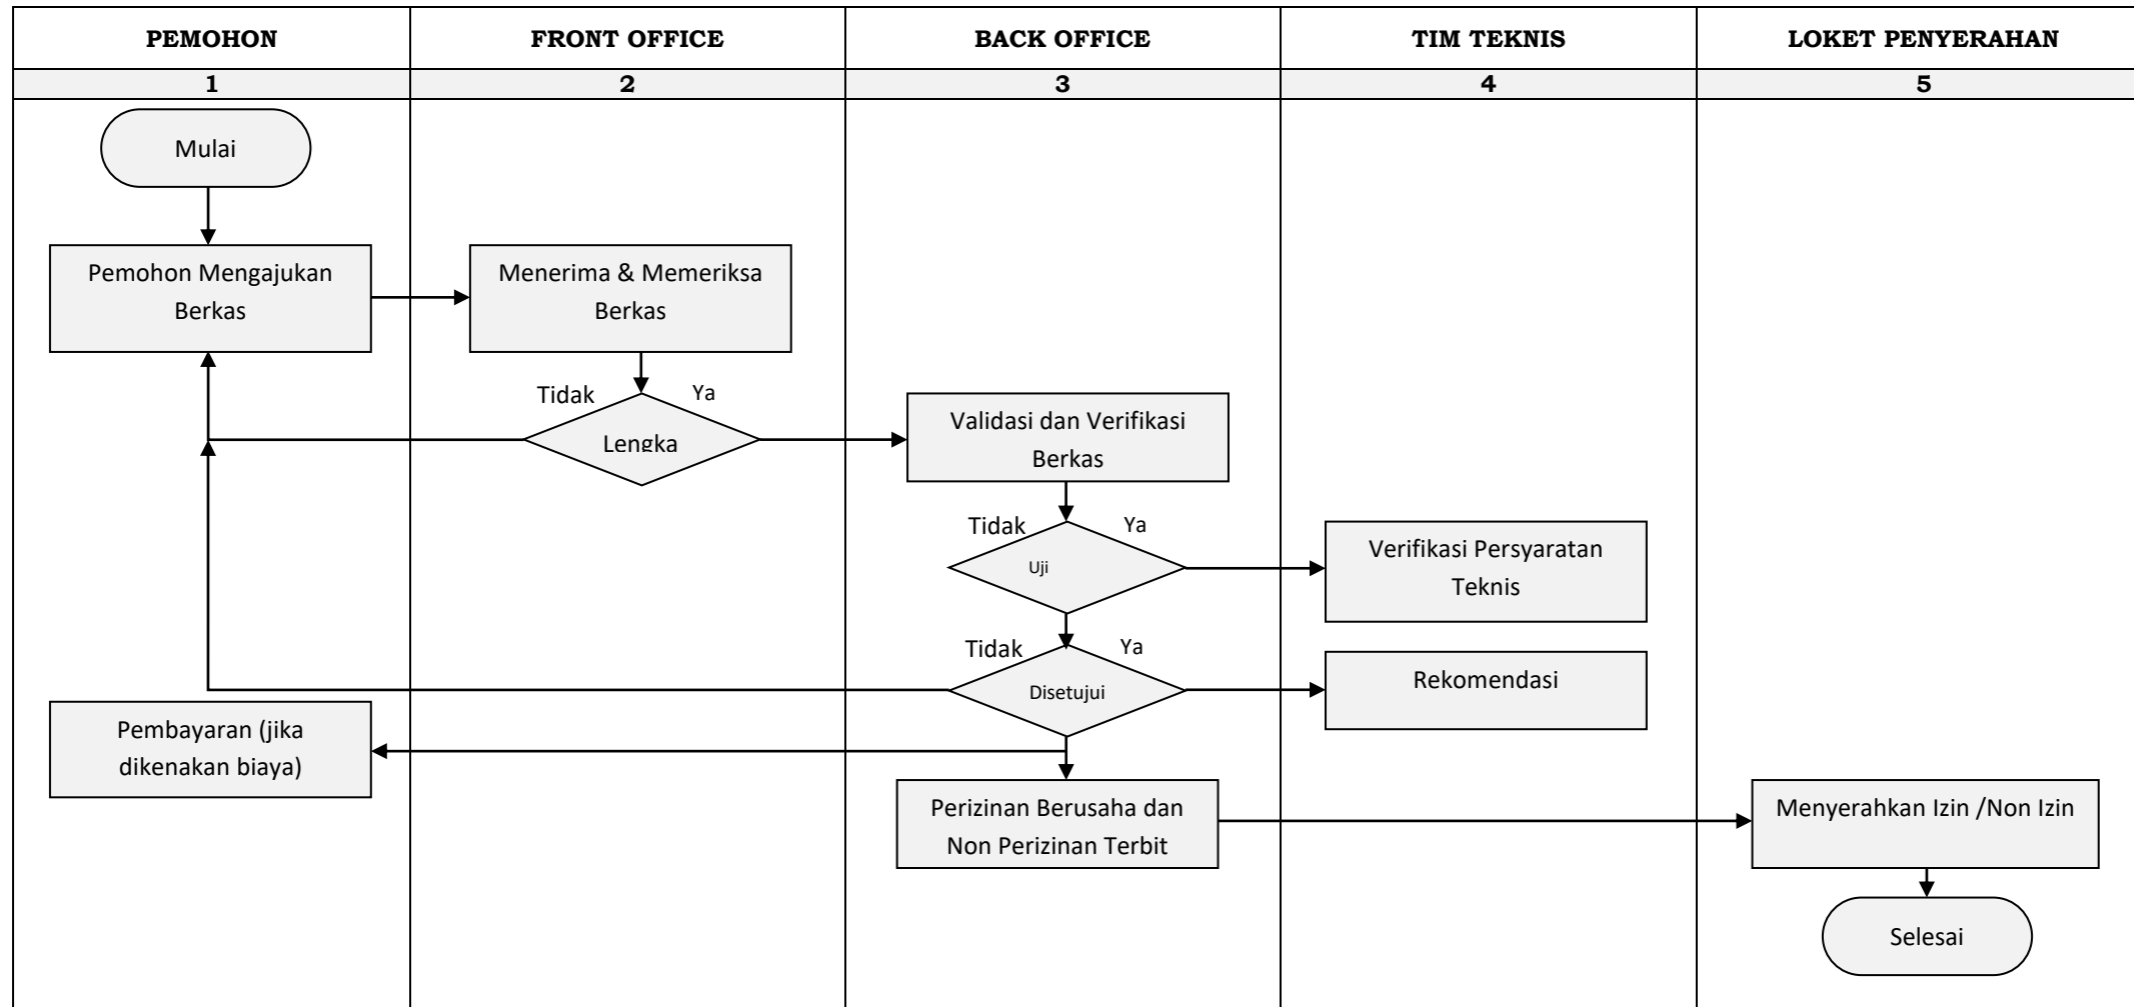 PEMOHON
FRONT OFFICE
BACK OFFICE
TIM TEKNIS
LOKET PENYERAHAN
1
2
3
4
5
Mulai
Pemohon Mengajukan
Berkas
Menerima & Memeriksa
Berkas
Tidak
Ya
Lengka
Validasi dan Verifikasi
Berkas
Tidak
Ya
Uji
Verifikasi Persyaratan
Teknis
Tidak
Ya
Disetujui
Rekomendasi
Pembayaran (jika
dikenakan biaya)
Perizinan Berusaha dan
Non Perizinan Terbit
Menyerahkan Izin /Non Izin
Selesai